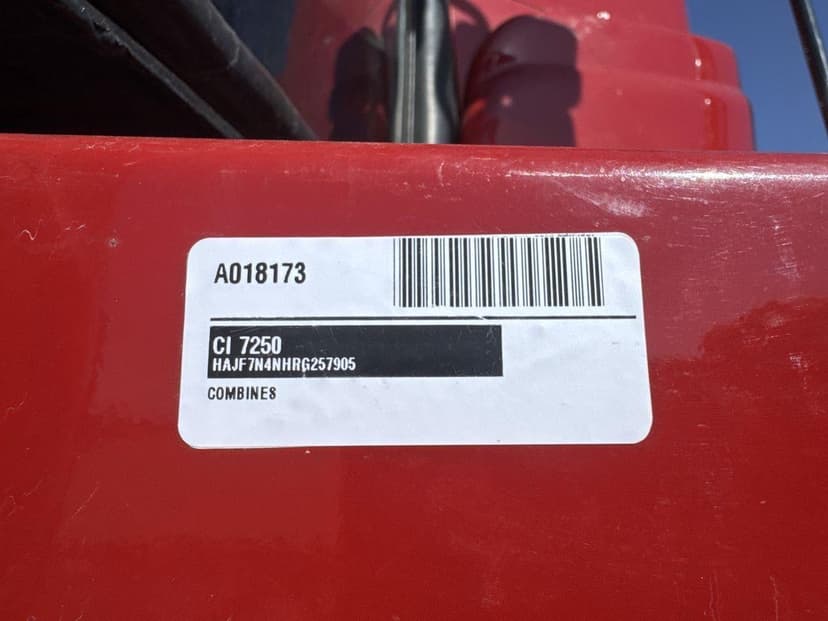 A018173
CI 7250
HAJF7N4NHRG257905
COMBINES